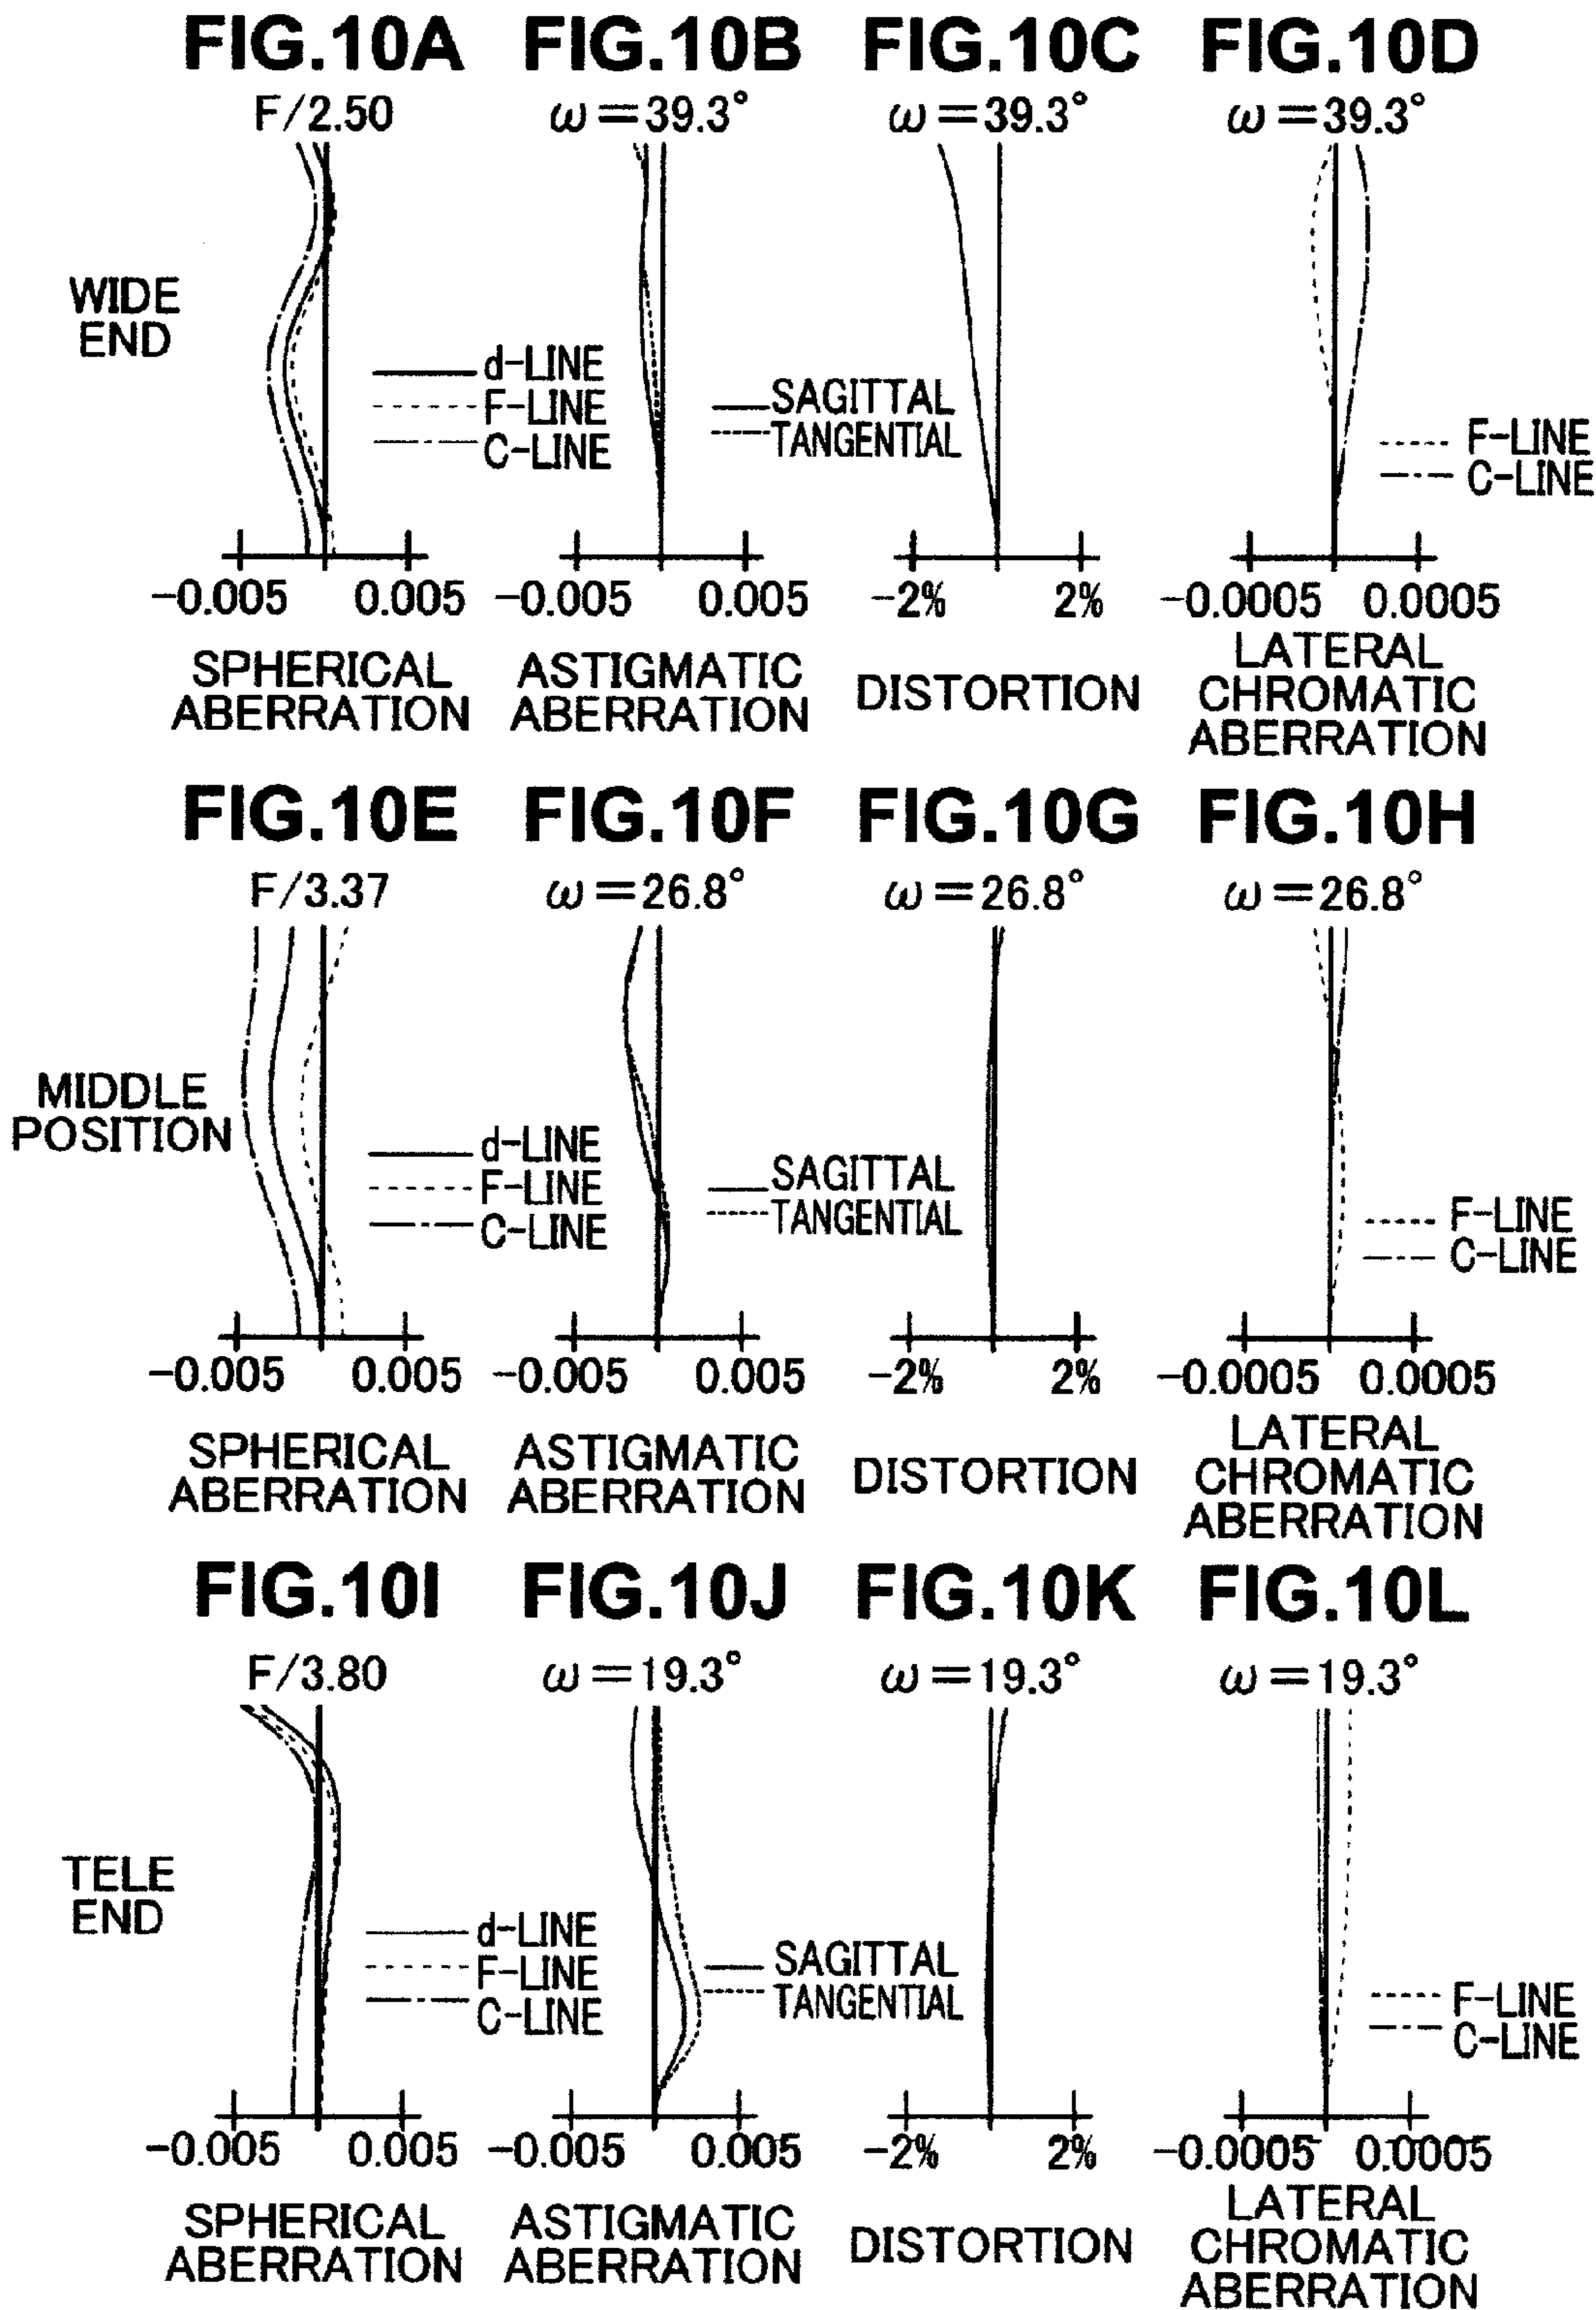 FIG.10A FIG.10B FIG.10C FIG.10D
F/2.50 ω=39.3° ω=39.3° ω=39.3°
WIDE
END
d-LINE
F-LINE
C-LINE
SAGITTAL
TANGENTIAL
F-LINE
C-LINE
-0.005 0.005 -0.005 0.005 -2% 2% -0.0005 0.0005
SPHERICAL
ABERRATION
ASTIGMATIC
ABERRATION
DISTORTION
LATERAL
CHROMATIC
ABERRATION
FIG.10E FIG.10F FIG.10G FIG.10H
F/3.37 ω=26.8° ω=26.8° ω=26.8°
MIDDLE
POSITION
d-LINE
F-LINE
C-LINE
SAGITTAL
TANGENTIAL
F-LINE
C-LINE
-0.005 0.005 -0.005 0.005 -2% 2% -0.0005 0.0005
SPHERICAL
ABERRATION
ASTIGMATIC
ABERRATION
DISTORTION
LATERAL
CHROMATIC
ABERRATION
FIG.10I FIG.10J FIG.10K FIG.10L
F/3.80 ω=19.3° ω=19.3° ω=19.3°
TELE
END
d-LINE
F-LINE
C-LINE
SAGITTAL
TANGENTIAL
F-LINE
C-LINE
-0.005 0.005 -0.005 0.005 -2% 2% -0.0005 0.0005
SPHERICAL
ABERRATION
ASTIGMATIC
ABERRATION
DISTORTION
LATERAL
CHROMATIC
ABERRATION